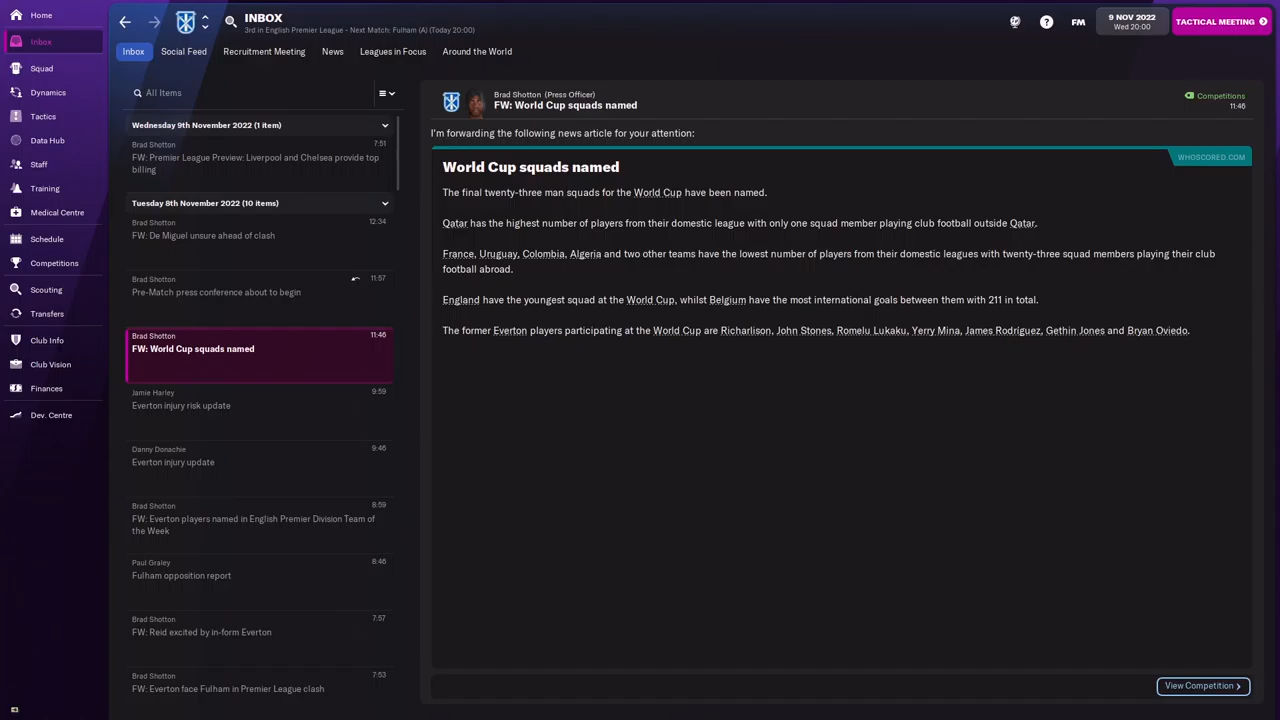 Home
Inbox
Squad
Dynamics
Tactics
Data Hub
Staff
Training
Medical Centre
Schedule
Competitions
Scouting
Transfers
Club Info
Club Vision
Finances
Dev. Centre
INBOX
3rd in English Premier League - Next Match: Fulham (A) (Today 20:00)
FM
9 NOV 2022
Wed 20:00
TACTICAL MEETING
Inbox
Social Feed
Recruitment Meeting
News
Leagues in Focus
Around the World
All Items
Wednesday 9th November 2022 (1 item)
Brad Shotton 7:51
FW: Premier League Preview: Liverpool and Chelsea provide top
billing
Tuesday 8th November 2022 (10 items)
Brad Shotton 12:34
FW: De Miguel unsure ahead of clash
Brad Shotton 11:57
Pre-Match press conference about to begin
Brad Shotton 11:46
FW: World Cup squads named
Jamie Harley 9:59
Everton injury risk update
Danny Donachie 9:46
Everton injury update
Brad Shotton 8:59
FW: Everton players named in English Premier Division Team of
the Week
Paul Graley 8:46
Fulham opposition report
Brad Shotton 7:57
FW: Reid excited by in-form Everton
Brad Shotton 7:53
FW: Everton face Fulham in Premier League clash
Brad Shotton (Press Officer)
FW: World Cup squads named
Competitions
11:46
I'm forwarding the following news article for your attention:
WHOSCORED.COM
World Cup squads named
The final twenty-three man squads for the World Cup have been named.
Qatar has the highest number of players from their domestic league with only one squad member playing club football outside Qatar.
France, Uruguay, Colombia, Algeria and two other teams have the lowest number of players from their domestic leagues with twenty-three squad members playing their club
football abroad.
England have the youngest squad at the World Cup, whilst Belgium have the most international goals between them with 211 in total.
The former Everton players participating at the World Cup are Richarlison, John Stones, Romelu Lukaku, Yerry Mina, James Rodríguez, Gethin Jones and Bryan Oviedo.
View Competition